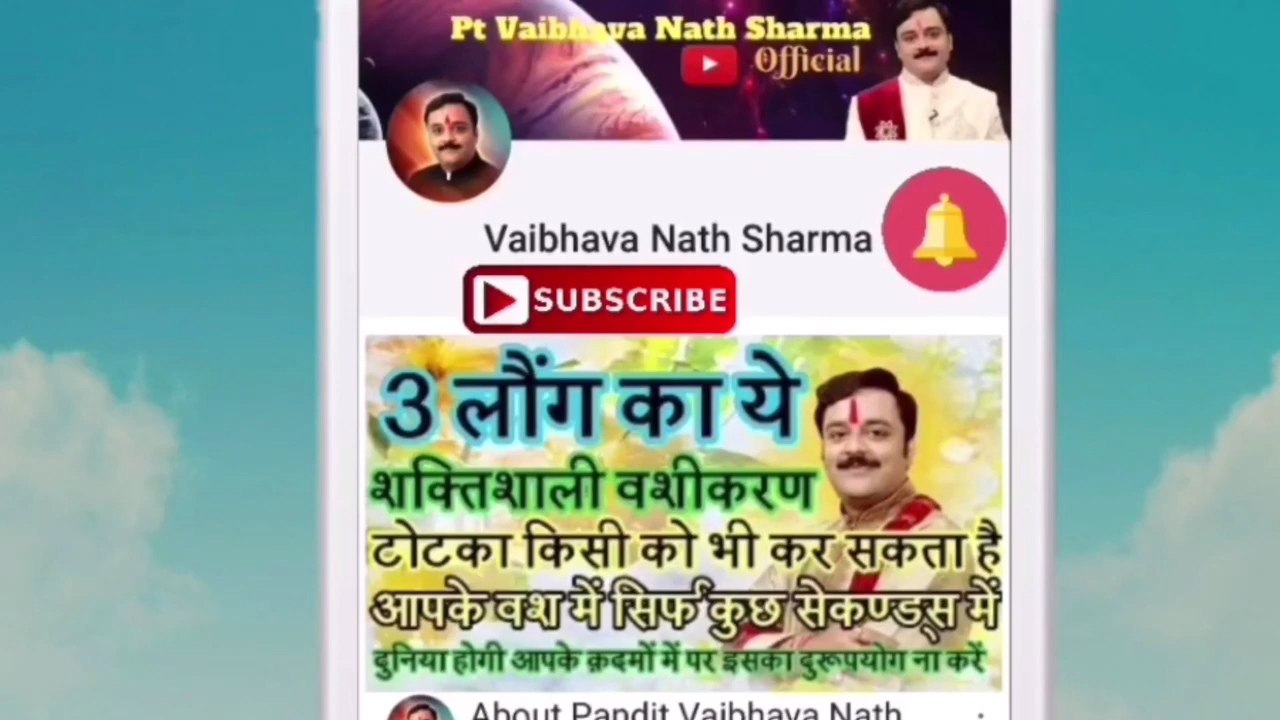 Pt Vaibhava Nath Sharma
Official
Vaibhava Nath Sharma
SUBSCRIBE
3 लौंग का ये
शक्तिशाली वशीकरण
टोटका किसी को भी कर सकता है
आपके वश में सिर्फ कुछ सेकण्ड्स में
दुनिया होगी आपके क़दमों में पर इसका दुरूपयोग ना करें
About Pandit Vaibhava Nath